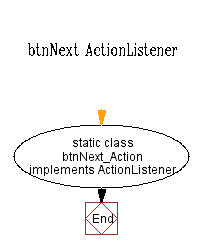 btnNext ActionListener
static class
btnNext_Action
implements ActionListener
End